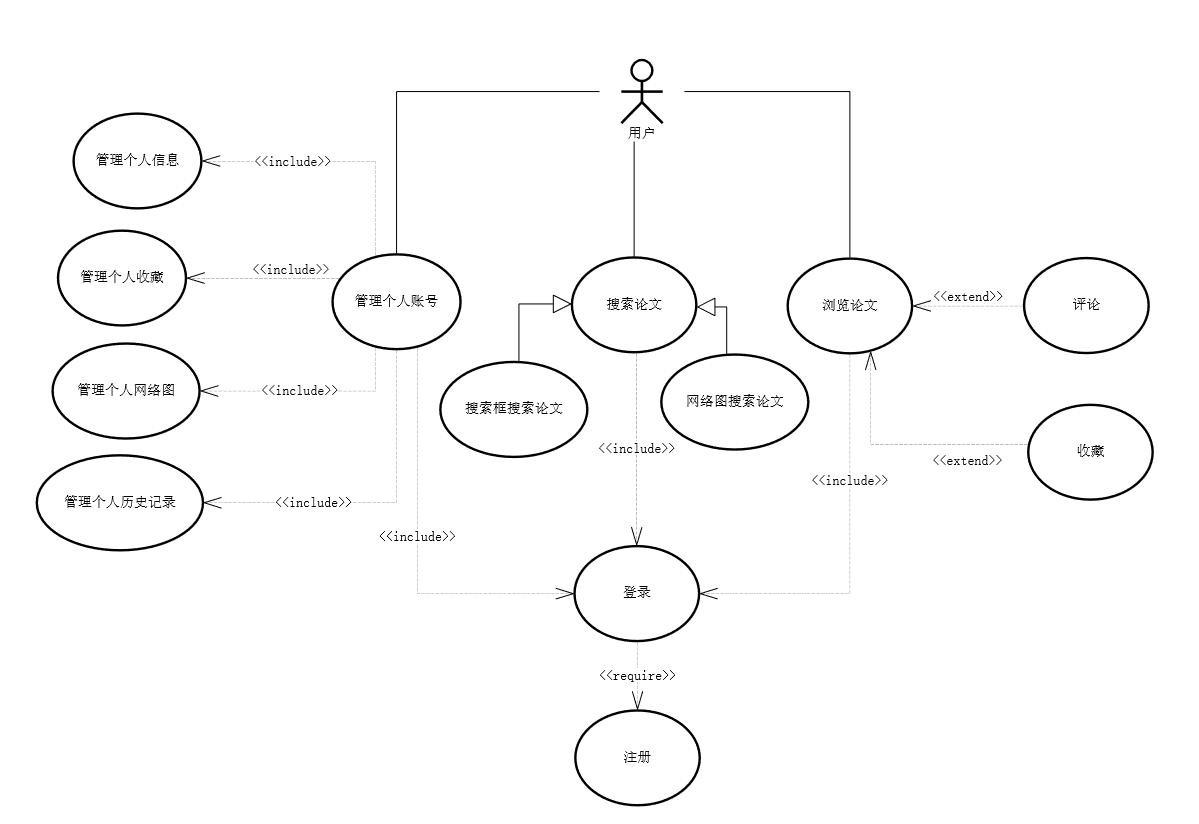 用户
管理个人信息
<<include>>
管理个人收藏
<<include>>
管理个人账号
搜索论文
浏览论文
<<extend>>
评论
管理个人网络图
<<include>>
搜索框搜索论文
网络图搜索论文
<<include>>
<<extend>>
收藏
管理个人历史记录
<<include>>
<<include>>
<<include>>
登录
<<require>>
注册